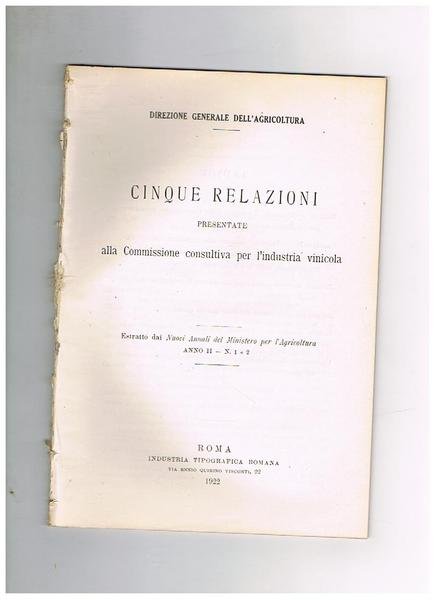 DIREZIONE GENERALE DELL'AGRICOLTURA
CINQUE RELAZIONI
PRESENTATE
alla Commissione consultiva per l'industria vinicola
Estratto dai Nuovi Annali del Ministero per l'Agricoltura
ANNO II – N. 1 e 2
ROMA
INDUSTRIA TIPOGRAFICA ROMANA
VIA ENNIO QUIRINO VISCONTI, 22
1922